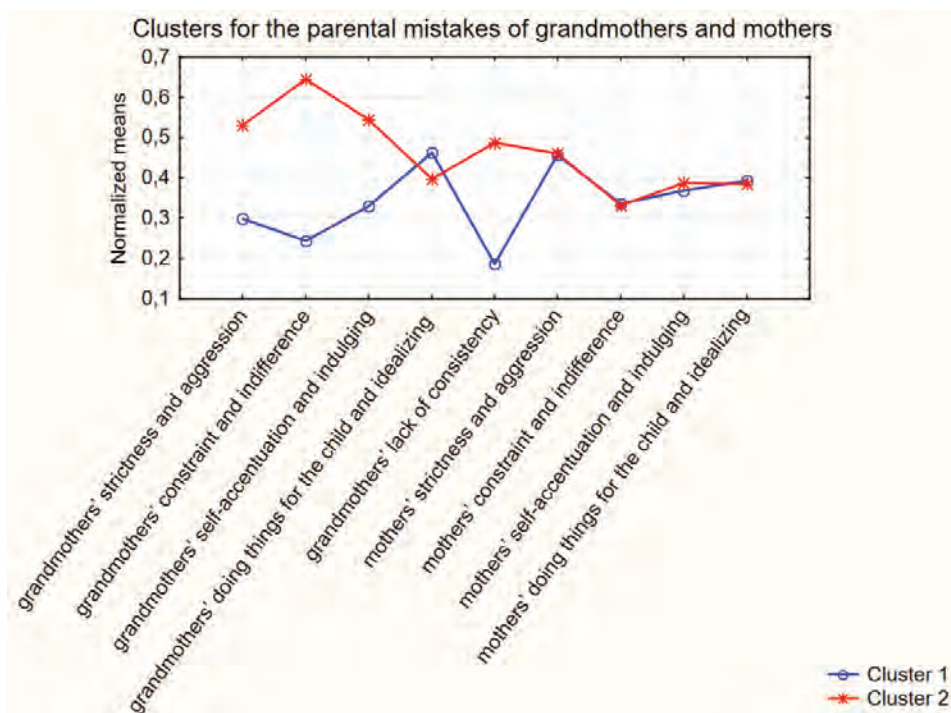 Clusters for the parental mistakes of grandmothers and mothers
Normalized means
0,7
0,6
0,5
0,4
0,3
0,2
0,1
grandmothers' strictness and aggression
grandmothers' constraint and indifference
grandmothers' self-accentuation and indulging
grandmothers' doing things for the child and idealizing
grandmothers' lack of consistency
mothers' strictness and aggression
mothers' constraint and indifference
mothers' self-accentuation and indulging
mothers' doing things for the child and idealizing
Cluster 1
Cluster 2